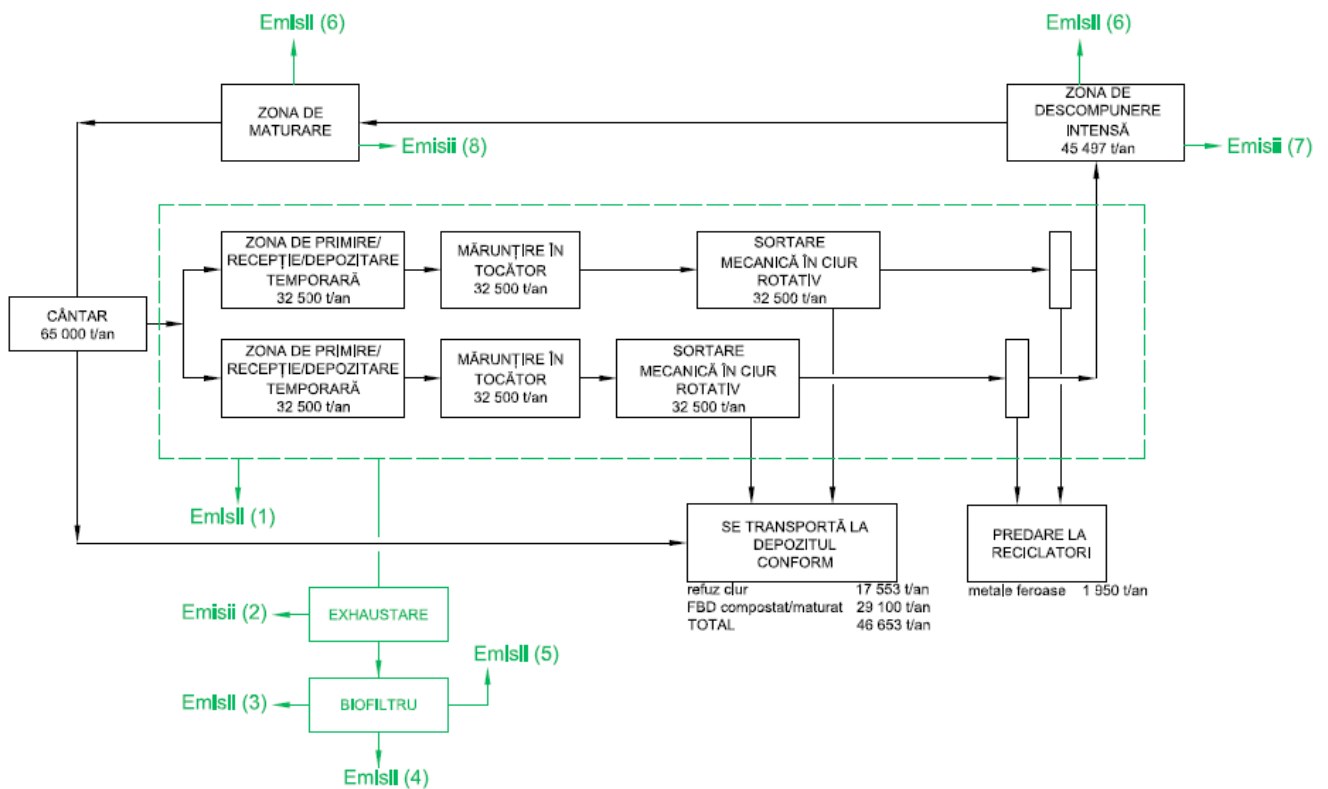 EmIsII (6)
EmIsII (6)
ZONA DE
MATURARE
Emisii (8)
ZONA DE
DESCOMPUNERE
INTENSĂ
45 497 t/an
Emisii (7)
ZONA DE PRIMIRE/
RECEPȚIE/DEPOZITARE
TEMPORARĂ
32 500 t/an
MĂRUNȚIRE ÎN
TOCĂTOR
32 500 t/an
SORTARE
MECANICĂ ÎN CIUR
ROTATIV
32 500 t/an
CÂNTAR
65 000 t/an
ZONA DE PRIMIRE/
RECEPȚIE/DEPOZITARE
TEMPORARĂ
32 500 t/an
MĂRUNȚIRE ÎN
TOCĂTOR
32 500 t/an
SORTARE
MECANICĂ ÎN CIUR
ROTATIV
32 500 t/an
EmIsII (1)
SE TRANSPORTĂ LA
DEPOZITUL
CONFORM
PREDARE LA
RECICLATORI
refuz ciur 17 553 t/an
FBD compostat/maturat 29 100 t/an
TOTAL 46 653 t/an
metale feroase 1 950 t/an
Emisii (2)
EXHAUSTARE
EmIsII (5)
EmIsII (3)
BIOFILTRU
EmIsII (4)